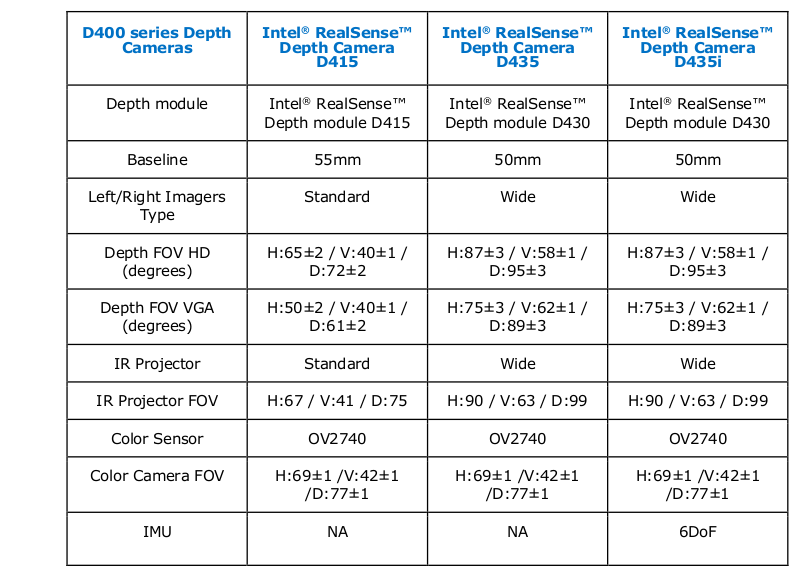 D400 series Depth
Cameras
Intel® RealSense™
Depth Camera
D415
Intel® RealSense™
Depth Camera
D435
Intel® RealSense™
Depth Camera
D435i
Depth module
Intel® RealSense™
Depth module D415
Intel® RealSense™
Depth module D430
Intel® RealSense™
Depth module D430
Baseline
55mm
50mm
50mm
Left/Right Imagers
Type
Standard
Wide
Wide
Depth FOV HD
(degrees)
H:65±2 / V:40±1 /
D:72±2
H:87±3 / V:58±1 /
D:95±3
H:87±3 / V:58±1 /
D:95±3
Depth FOV VGA
(degrees)
H:50±2 / V:40±1 /
D:61±2
H:75±3 / V:62±1 /
D:89±3
H:75±3 / V:62±1 /
D:89±3
IR Projector
Standard
Wide
Wide
IR Projector FOV
H:67 / V:41 / D:75
H:90 / V:63 / D:99
H:90 / V:63 / D:99
Color Sensor
OV2740
OV2740
OV2740
Color Camera FOV
H:69±1 /V:42±1
/D:77±1
H:69±1 /V:42±1
/D:77±1
H:69±1 /V:42±1
/D:77±1
IMU
NA
NA
6DoF